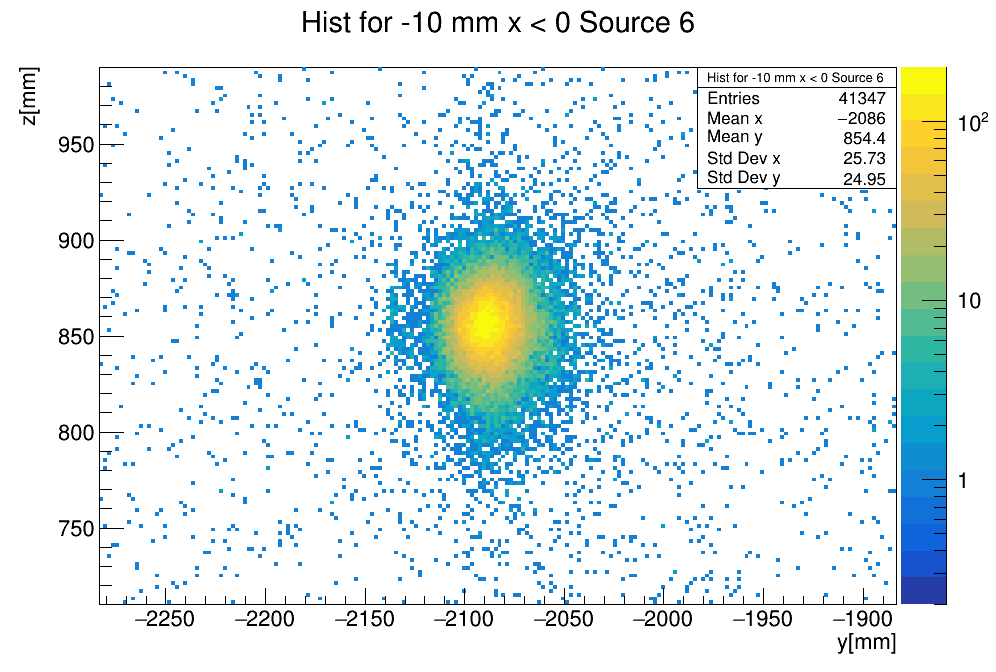 Hist for -10 mm x < 0 Source 6
z[mm]
Hist for -10 mm x < 0 Source 6
Entries 41347
Mean x −2086
Mean y 854.4
Std Dev x 25.73
Std Dev y 24.95
950
900
850
800
750
10²
10
1
−2250 −2200 −2150 −2100 −2050 −2000 −1950 −1900
y[mm]